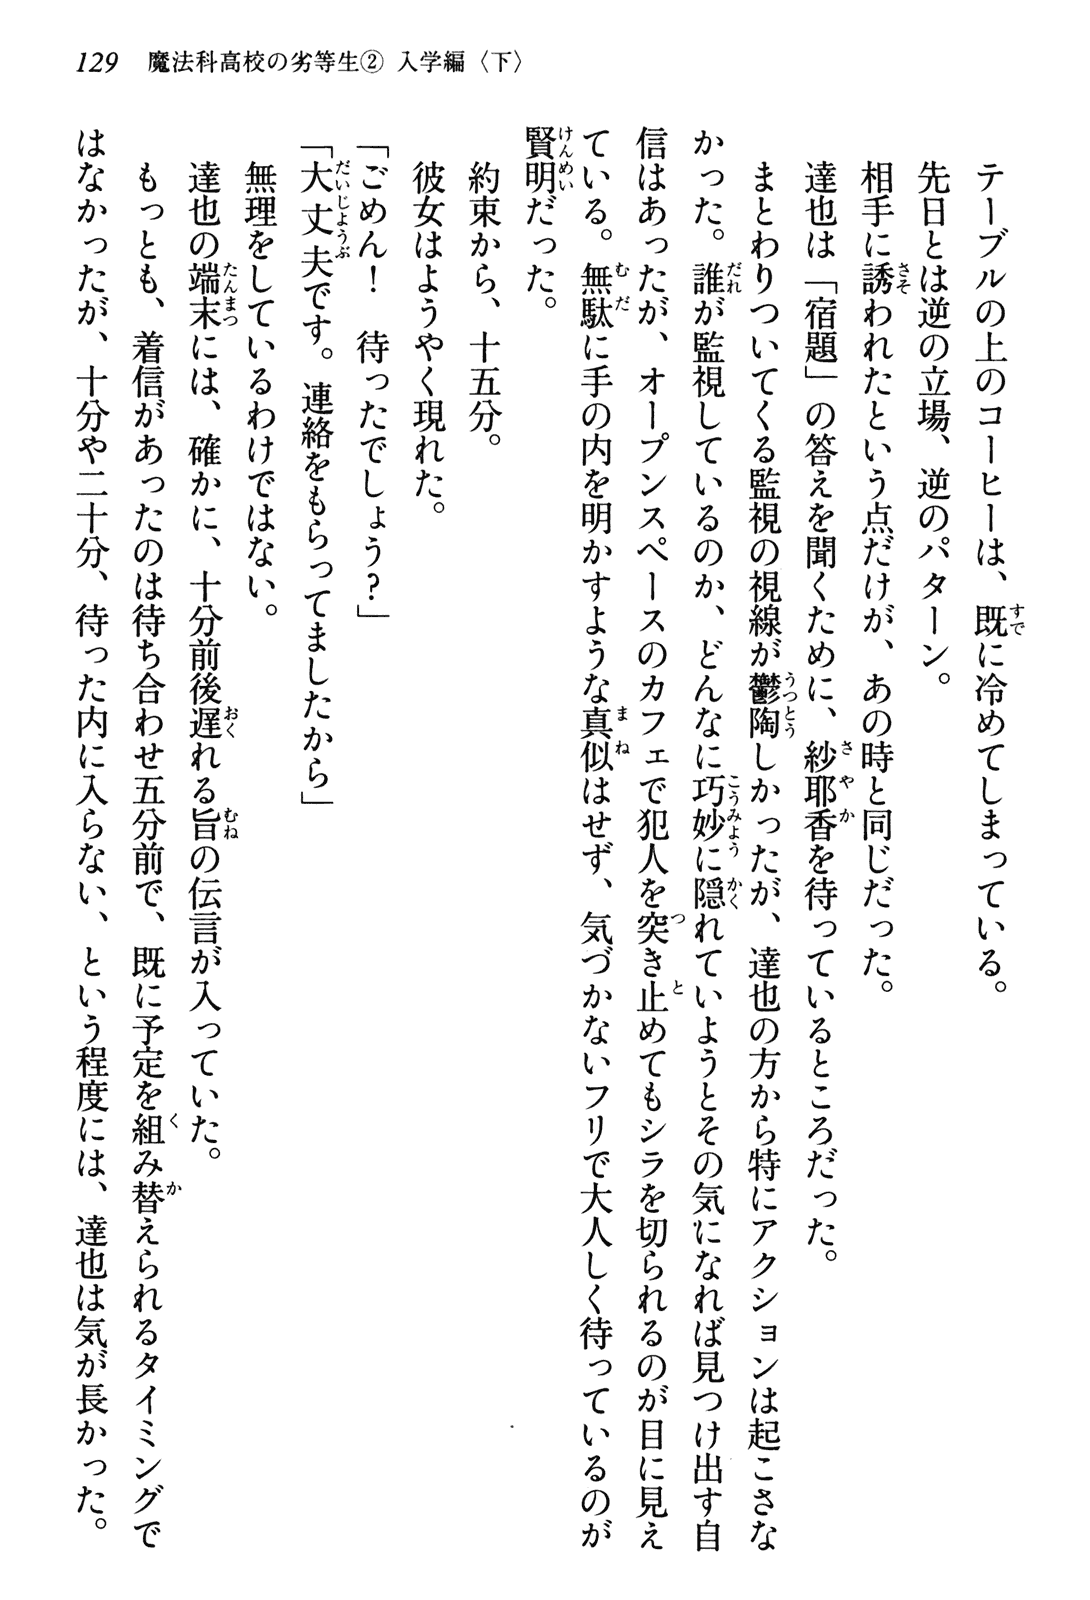 129 魔法科高校の劣等生② 入学編〈下〉
テーブルの上のコーヒーは、既に冷めてしまっている。
先日とは逆の立場、逆のパターン。
相手に誘われたという点だけが、あの時と同じだった。
達也は「宿題」の答えを聞くために、紗耶香を待っているところだった。
まとわりついてくる監視の視線が鬱陶しかったが、達也の方から特にアクションは起こさな
かった。誰が監視しているのか、どんなに巧妙に隠れていようとその気になれば見つけ出す自
信はあったが、オープンスペースのカフェで犯人を突き止めてもシラを切られるのが目に見え
ている。無駄に手の内を明かすような真似はせず、気づかないフリで大人しく待っているのが
賢明だった。
約束から、十五分。
彼女はようやく現れた。
「ごめん！　待ったでしょう？」
「大丈夫です。連絡をもらってましたから」
無理をしているわけではない。
達也の端末には、確かに、十分前後遅れる旨の伝言が入っていた。
もっとも、着信があったのは待ち合わせ五分前で、既に予定を組み替えられるタイミングで
はなかったが、十分や二十分、待った内に入らない、という程度には、達也は気が長かった。